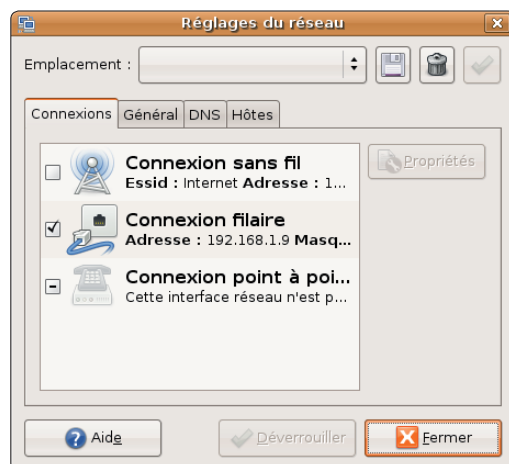 Réglages du réseau
Emplacement :
Connexions Général DNS Hôtes
Connexion sans fil
Essid : Internet Adresse : 1...
Propriétés
Connexion filaire
Adresse : 192.168.1.9 Masq...
Connexion point à poi...
Cette interface réseau n'est p...
Aide Déverrouiller Fermer